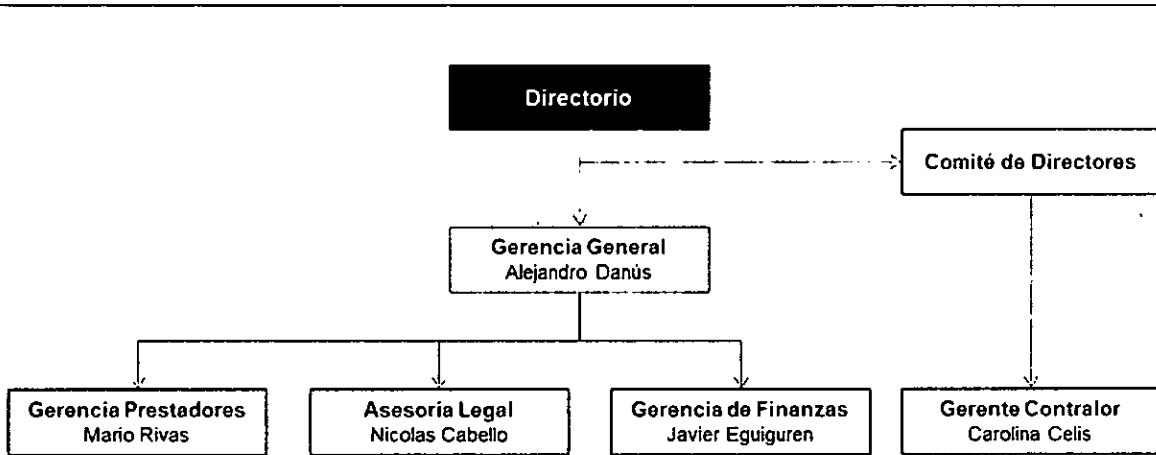 Directorio
Comité de Directores
Gerencia General
Alejandro Danús
Gerencia Prestadores
Mario Rivas
Asesoría Legal
Nicolas Cabello
Gerencia de Finanzas
Javier Eguiguren
Gerente Contralor
Carolina Celis